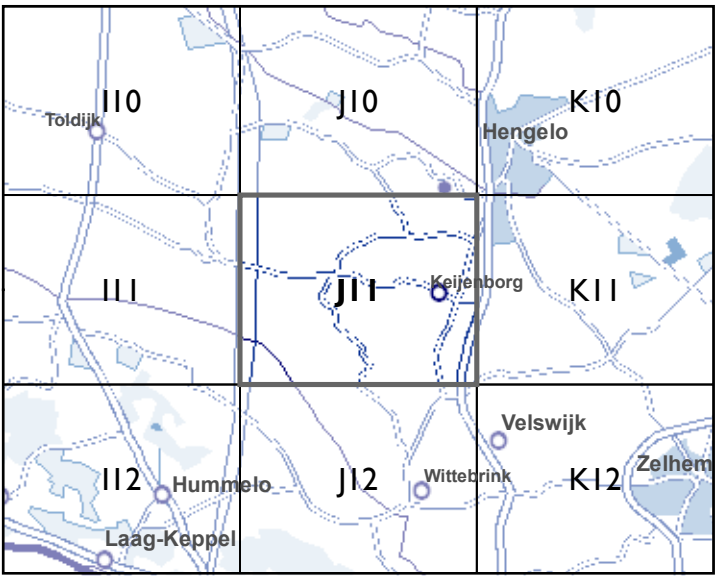 I10
J10
K10
Toldijk
Hengelo
I11
J11
Keijenborg
K11
Velswijk
I12
Hummelo
J12
Wittebrink
K12
Zelhem
Laag-Keppel